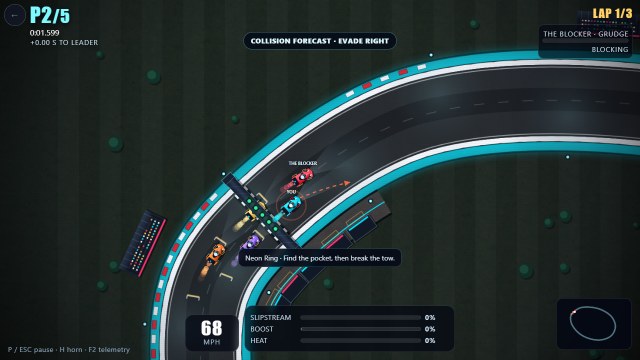 ←
P2/5
0:01.599
+0.00 S TO LEADER
COLLISION FORECAST · EVADE RIGHT
LAP 1/3
THE BLOCKER · GRUDGE
BLOCKING
THE BLOCKER
YOU
Neon Ring · Find the pocket, then break the tow.
68
MPH
SLIPSTREAM 0%
BOOST 0%
HEAT 0%
P / ESC pause · H horn · F2 telemetry